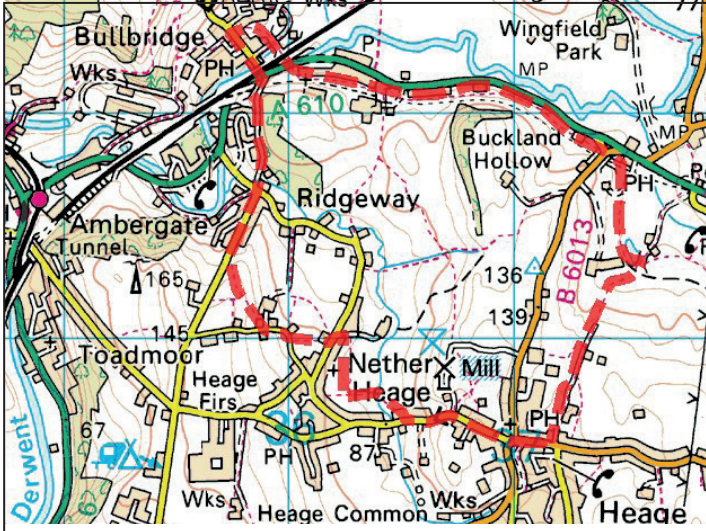 Wks
Bullbridge
Wingfield
Park
P
Wks
PH
MP
610
Buckland
Hollow
MP
PH
Ridgeway
Ambergate
Tunnel
B 6013
165
136
139
145
Toadmoor
Nether
Heage
Mill
Heage
Firs
PH
67
PH
87
Derwent
Wks
Wks
Heage Common
Heage